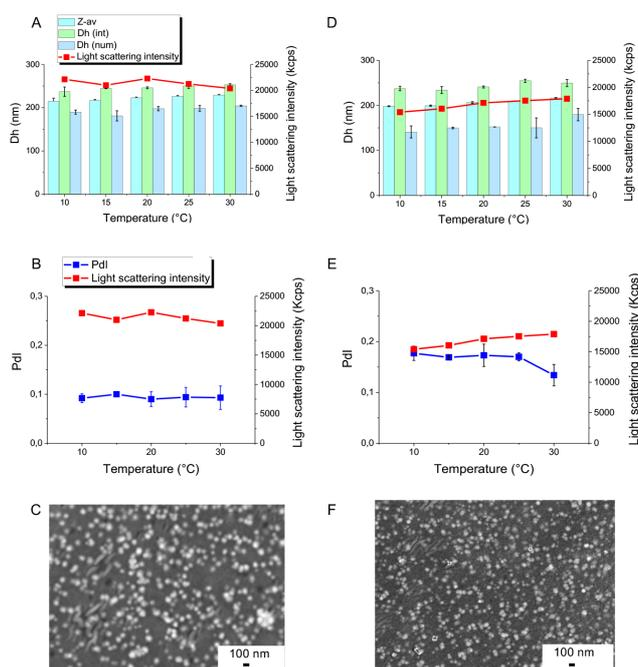 A
Z-av
Dh (int)
Dh (num)
Light scattering intensity
300
200
100
0
Dh (nm)
25000
20000
15000
10000
5000
0
Light scattering intensity (Kcps)
10 15 20 25 30
Temperature (°C)
D
300
200
100
0
Dh (nm)
25000
20000
15000
10000
5000
0
Light scattering intensity (Kcps)
10 15 20 25 30
Temperature (°C)
B
PdI
Light scattering intensity
0,3
0,2
0,1
0,0
PdI
25000
20000
15000
10000
5000
0
Light scattering intensity (Kcps)
10 20 30
Temperature (°C)
E
0,3
0,2
0,1
0,0
PdI
25000
20000
15000
10000
5000
0
Light scattering intensity (Kcps)
10 20 30
Temperature (°C)
C
100 nm
F
100 nm